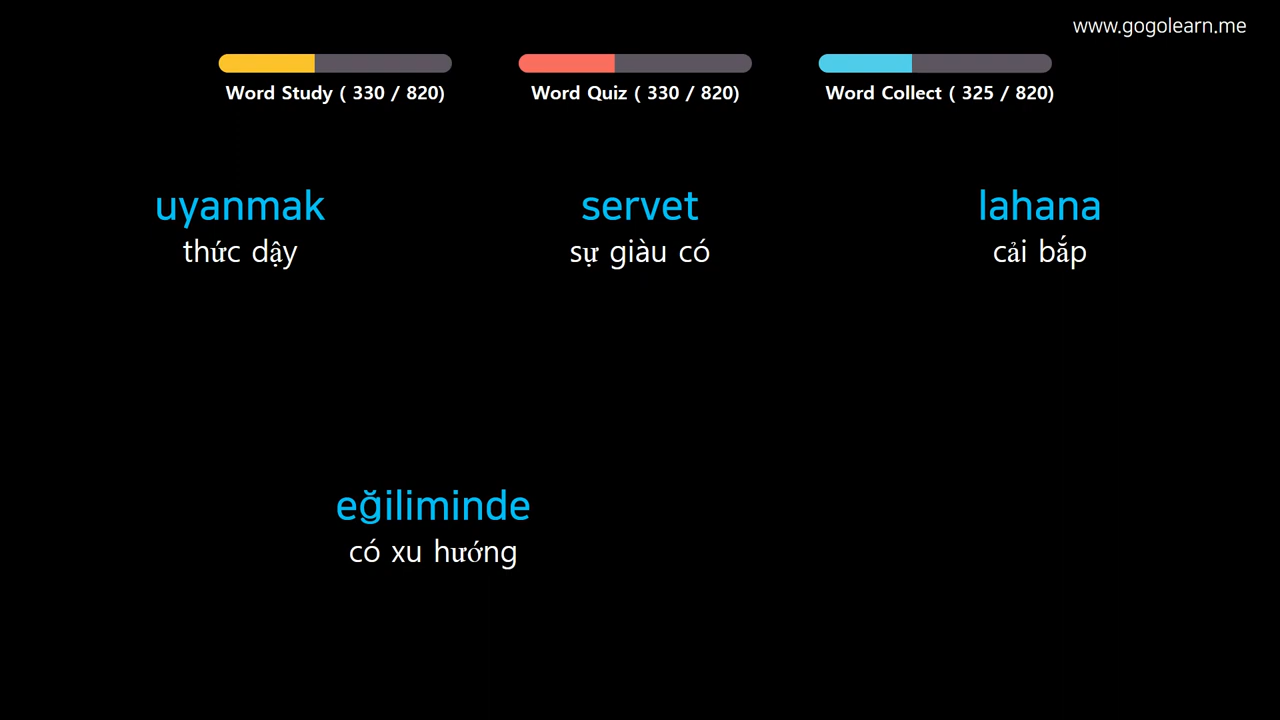 www.gogolearn.me
Word Study ( 330 / 820)
Word Quiz ( 330 / 820)
Word Collect ( 325 / 820)
uyanmak
thức dậy
servet
sự giàu có
lahana
cải bắp
eğiliminde
có xu hướng